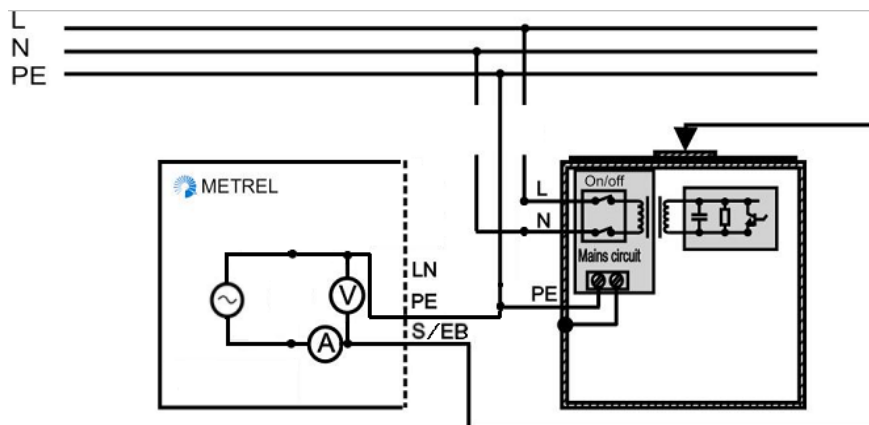 L
N
PE
METREL
On/off
L
N
Mains circuit
LN
PE
PE
V
S/EB
A